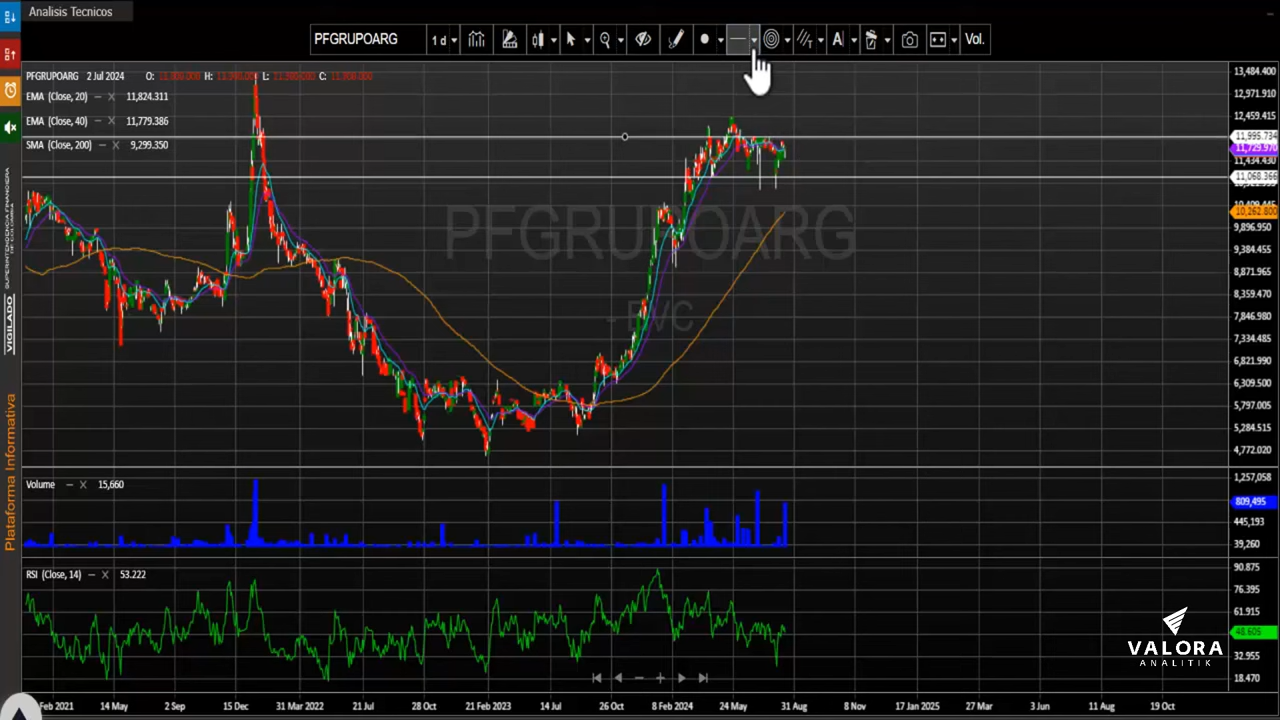 Analisis Tecnicos
PFGRUPOARG
1 d
A
Vol.
PFGRUPOARG 2 Jul 2024 O: H: L: C:
EMA (Close, 20) – X 11,824.311
EMA (Close, 40) – X 11,779.386
SMA (Close, 200) – X 9,299.350
PFGRUPOARG
- BVC
13,484.400
12,971.910
12,459.415
11,995.734
11,729.970
11,434.430
11,068.366
10,409.445
10,262.800
9,896.950
9,384.455
8,871.965
8,359.470
7,846.980
7,334.485
6,821.990
6,309.500
5,797.005
5,284.515
4,772.020
Volume – X 15,660
1,257,058
809,495
445,193
39,260
RSI (Close, 14) – X 53.222
90.875
76.395
61.915
48.605
32.955
18.470
Feb 2021
14 May
2 Sep
15 Dec
31 Mar 2022
21 Jul
28 Oct
21 Feb 2023
14 Jul
26 Oct
8 Feb 2024
24 May
31 AUG
8 Nov
17 Jan 2025
27 Mar
3 Jun
11 Aug
19 Oct
VIGILADO
SUPERINTENDENCIA FINANCIERA
DE COLOMBIA
Plataforma Informativa
VALORA
ANALITIK